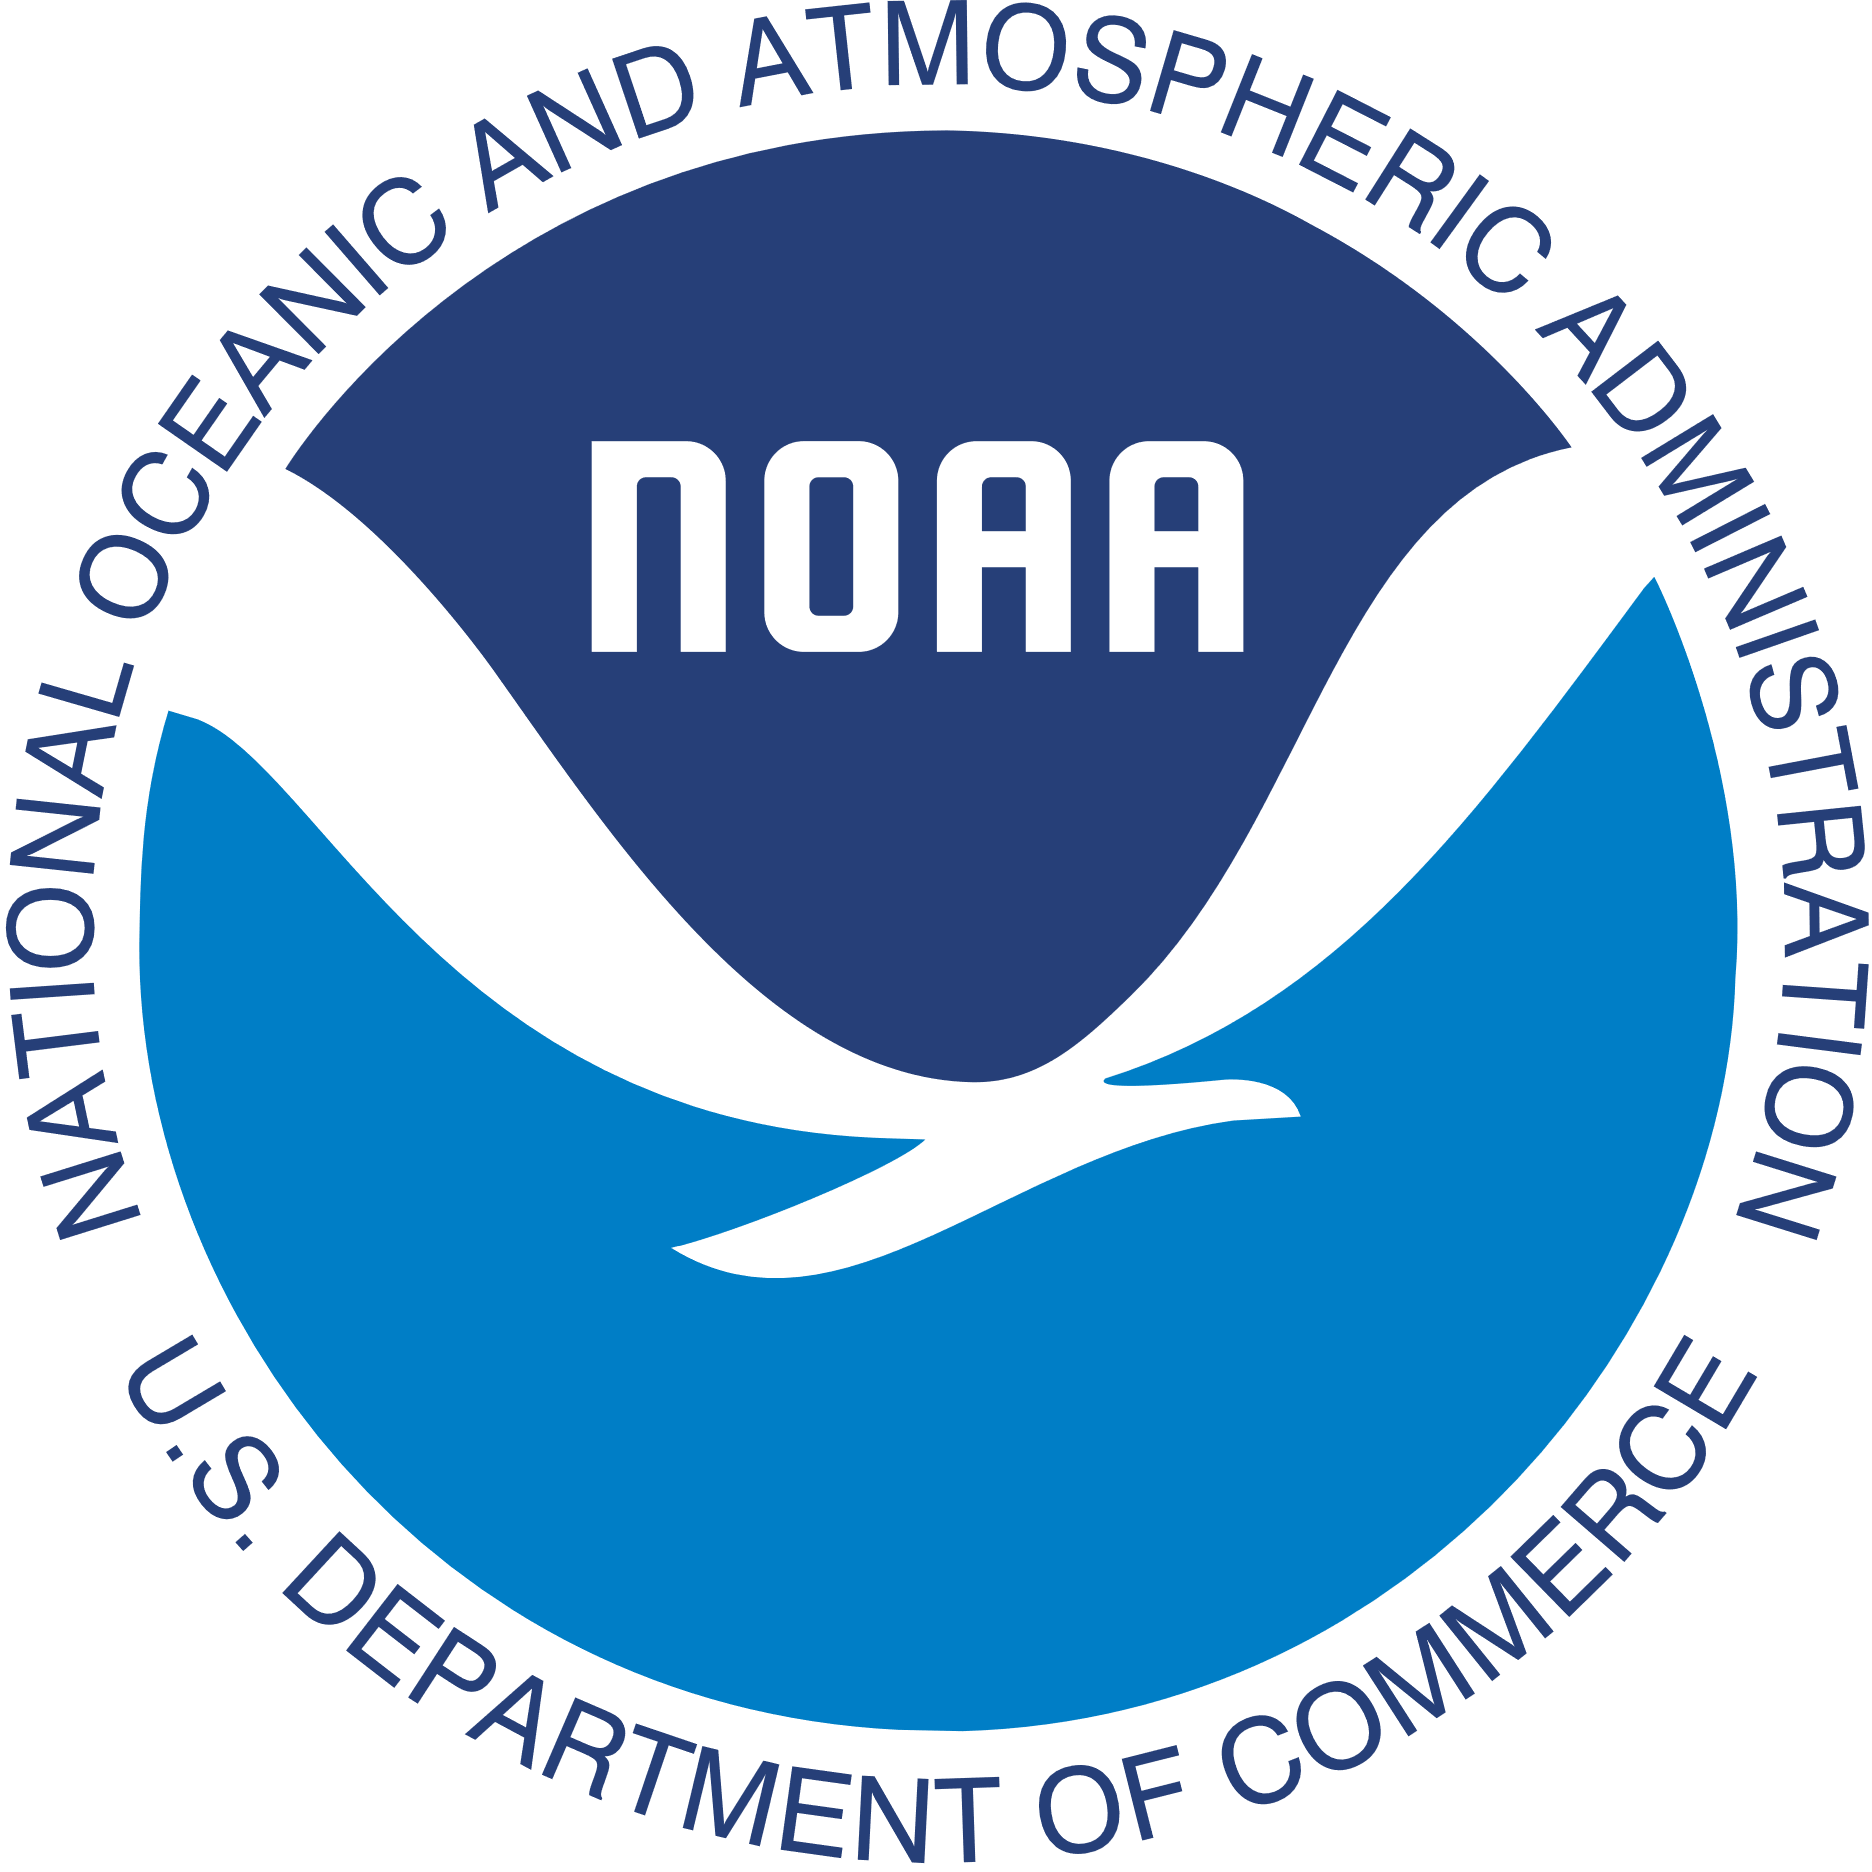 NATIONAL OCEANIC AND ATMOSPHERIC ADMINISTRATION
NOAA
U.S. DEPARTMENT OF COMMERCE